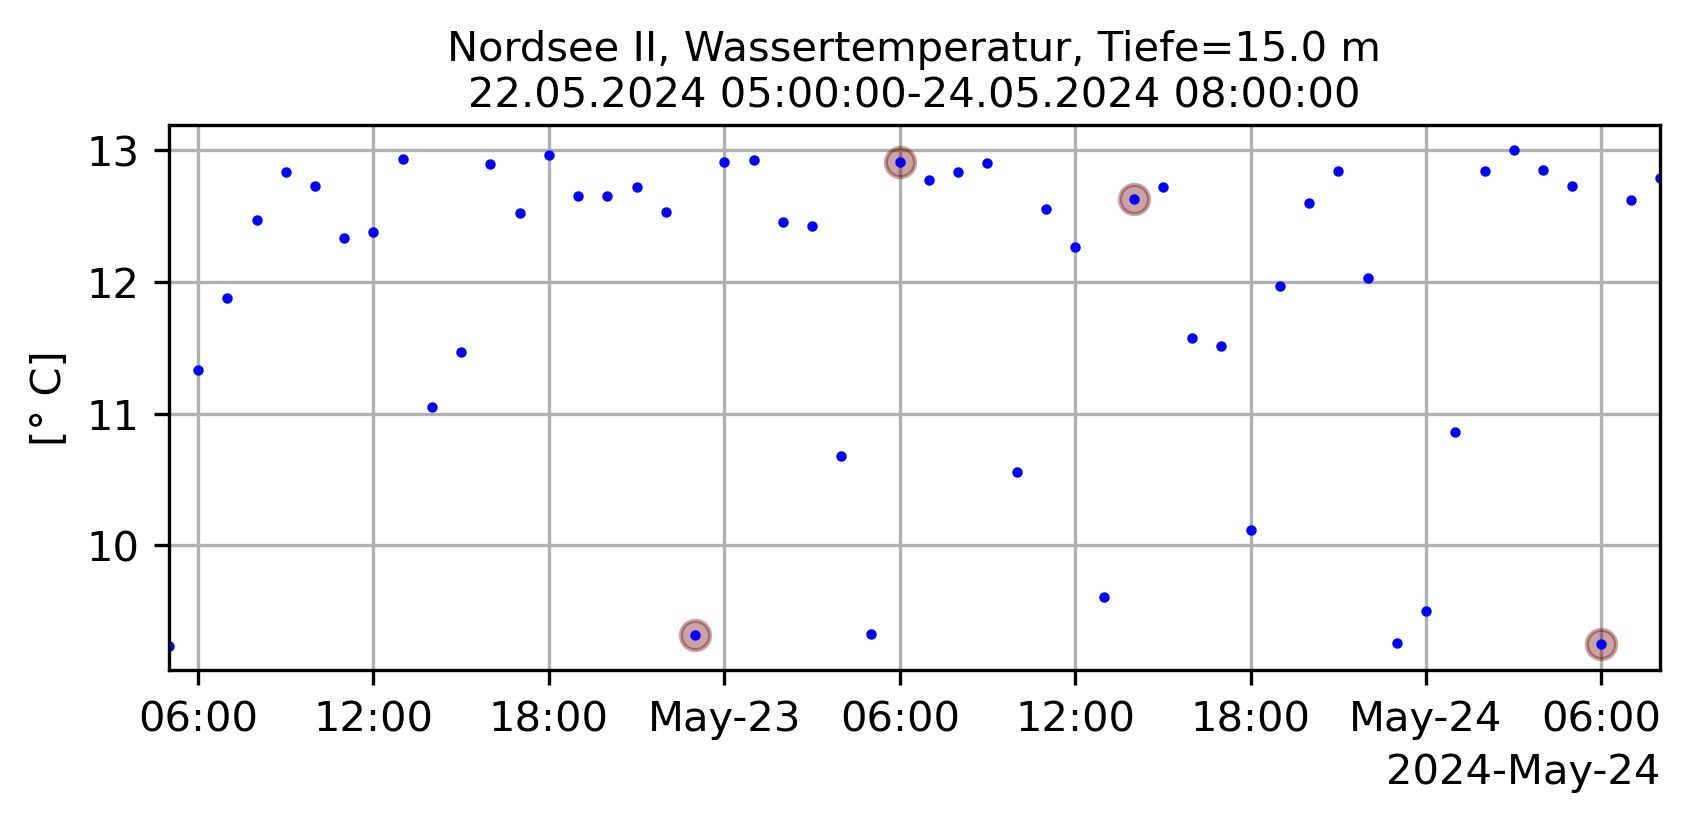 Nordsee II, Wassertemperatur, Tiefe=15.0 m
22.05.2024 05:00:00-24.05.2024 08:00:00
[° C]
13
12
11
10
06:00 12:00 18:00 May-23 06:00 12:00 18:00 May-24 06:00
2024-May-24